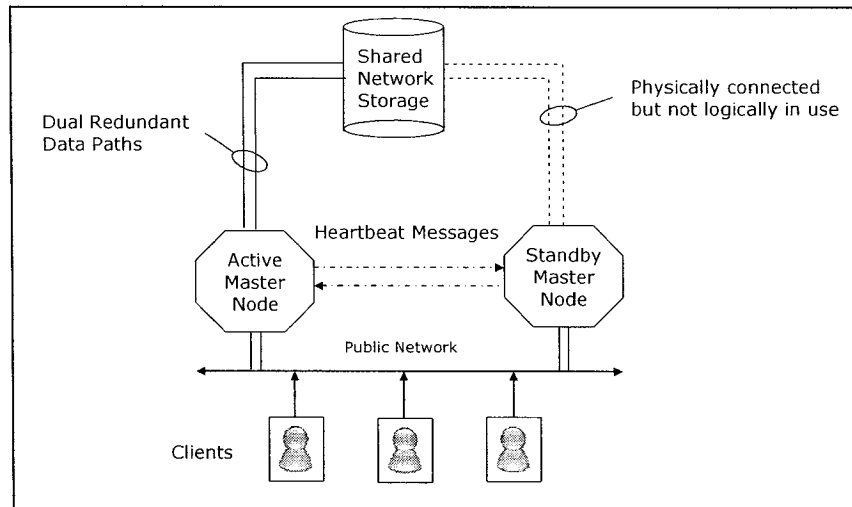 Shared
Network
Storage
Physically connected
but not logically in use
Dual Redundant
Data Paths
Heartbeat Messages
Active
Master
Node
Standby
Master
Node
Public Network
Clients